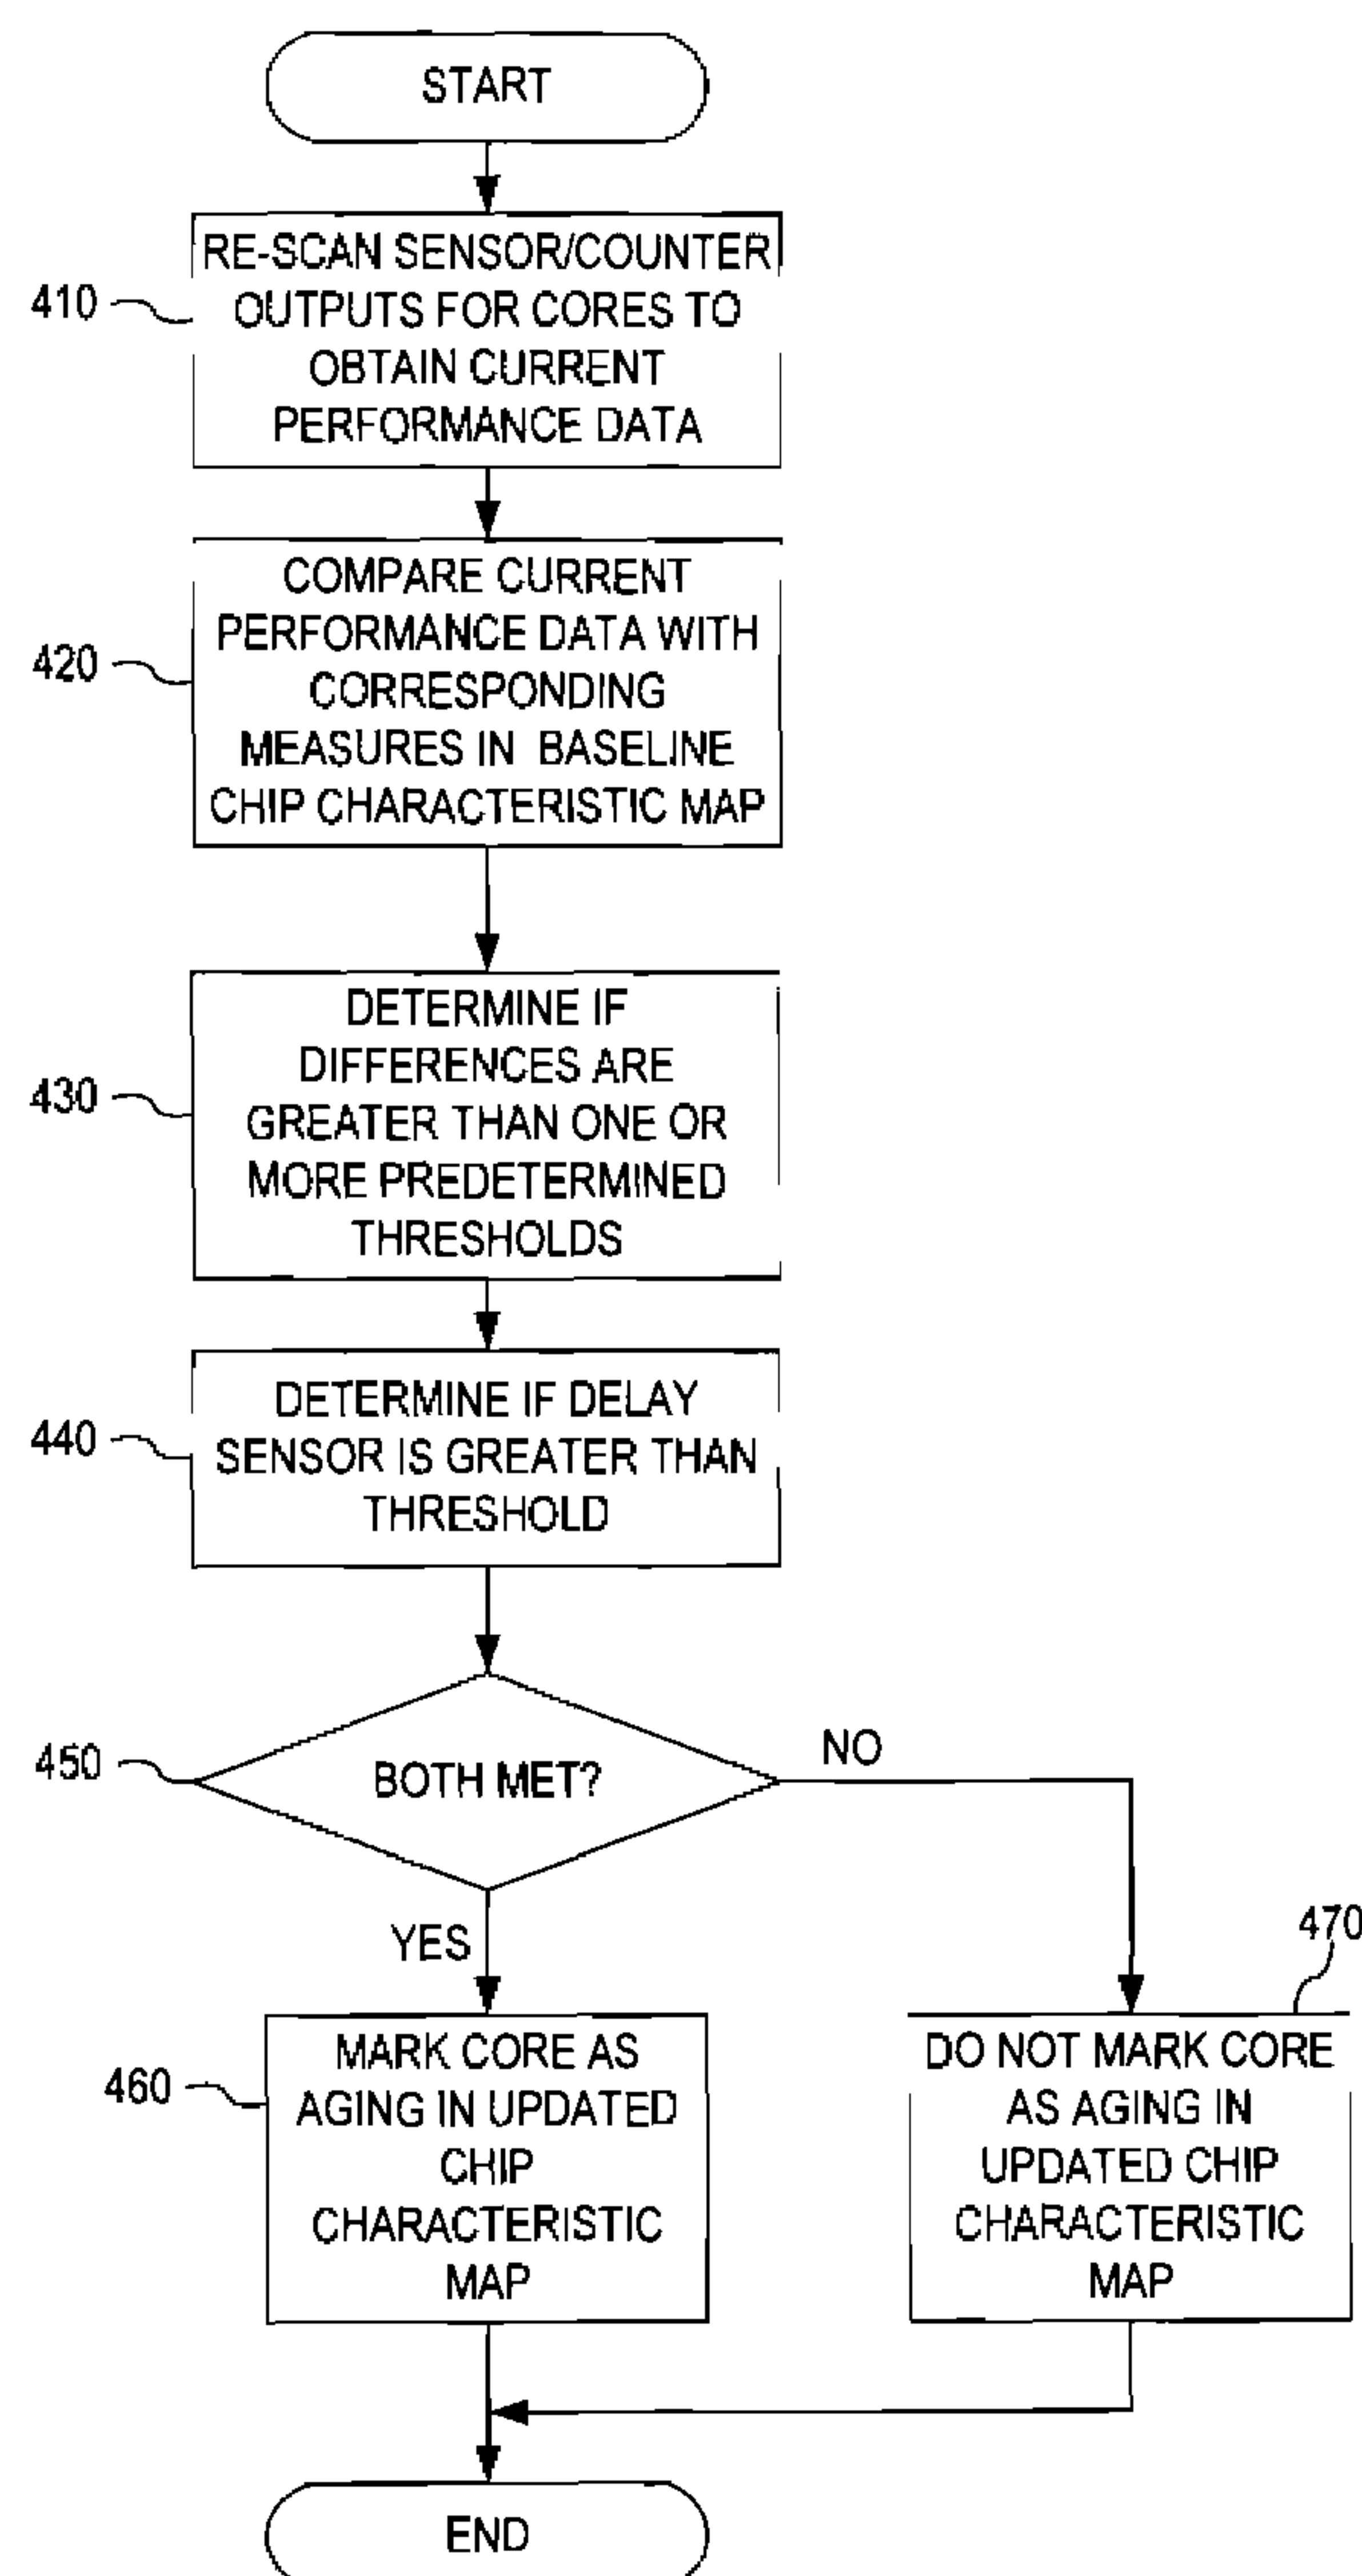 START
410
RE-SCAN SENSOR/COUNTER
OUTPUTS FOR CORES TO
OBTAIN CURRENT
PERFORMANCE DATA
420
COMPARE CURRENT
PERFORMANCE DATA WITH
CORRESPONDING
MEASURES IN BASELINE
CHIP CHARACTERISTIC MAP
430
DETERMINE IF
DIFFERENCES ARE
GREATER THAN ONE OR
MORE PREDETERMINED
THRESHOLDS
440
DETERMINE IF DELAY
SENSOR IS GREATER THAN
THRESHOLD
450
BOTH MET?
NO
YES
460
MARK CORE AS
AGING IN UPDATED
CHIP
CHARACTERISTIC
MAP
470
DO NOT MARK CORE
AS AGING IN
UPDATED CHIP
CHARACTERISTIC
MAP
END